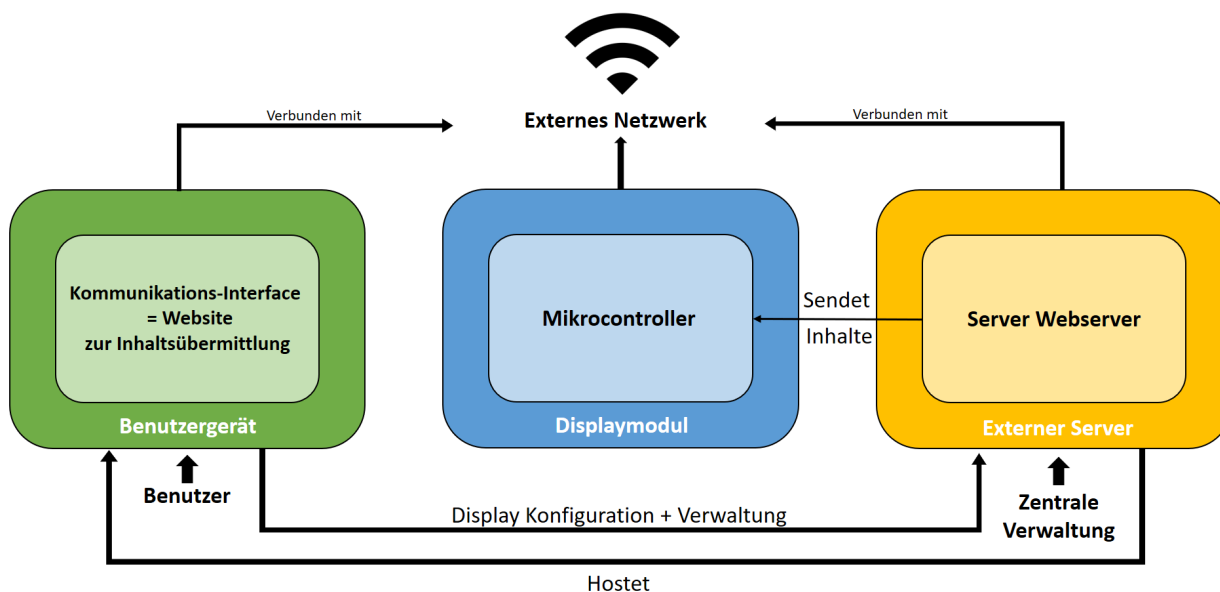 Verbunden mit
Externes Netzwerk
Verbunden mit
Kommunikations-Interface
= Website
zur Inhaltsübermittlung
Benutzergerät
Mikrocontroller
Displaymodul
Sendet
Inhalte
Server Webserver
Externer Server
Benutzer
Display Konfiguration + Verwaltung
Zentrale
Verwaltung
Hostet